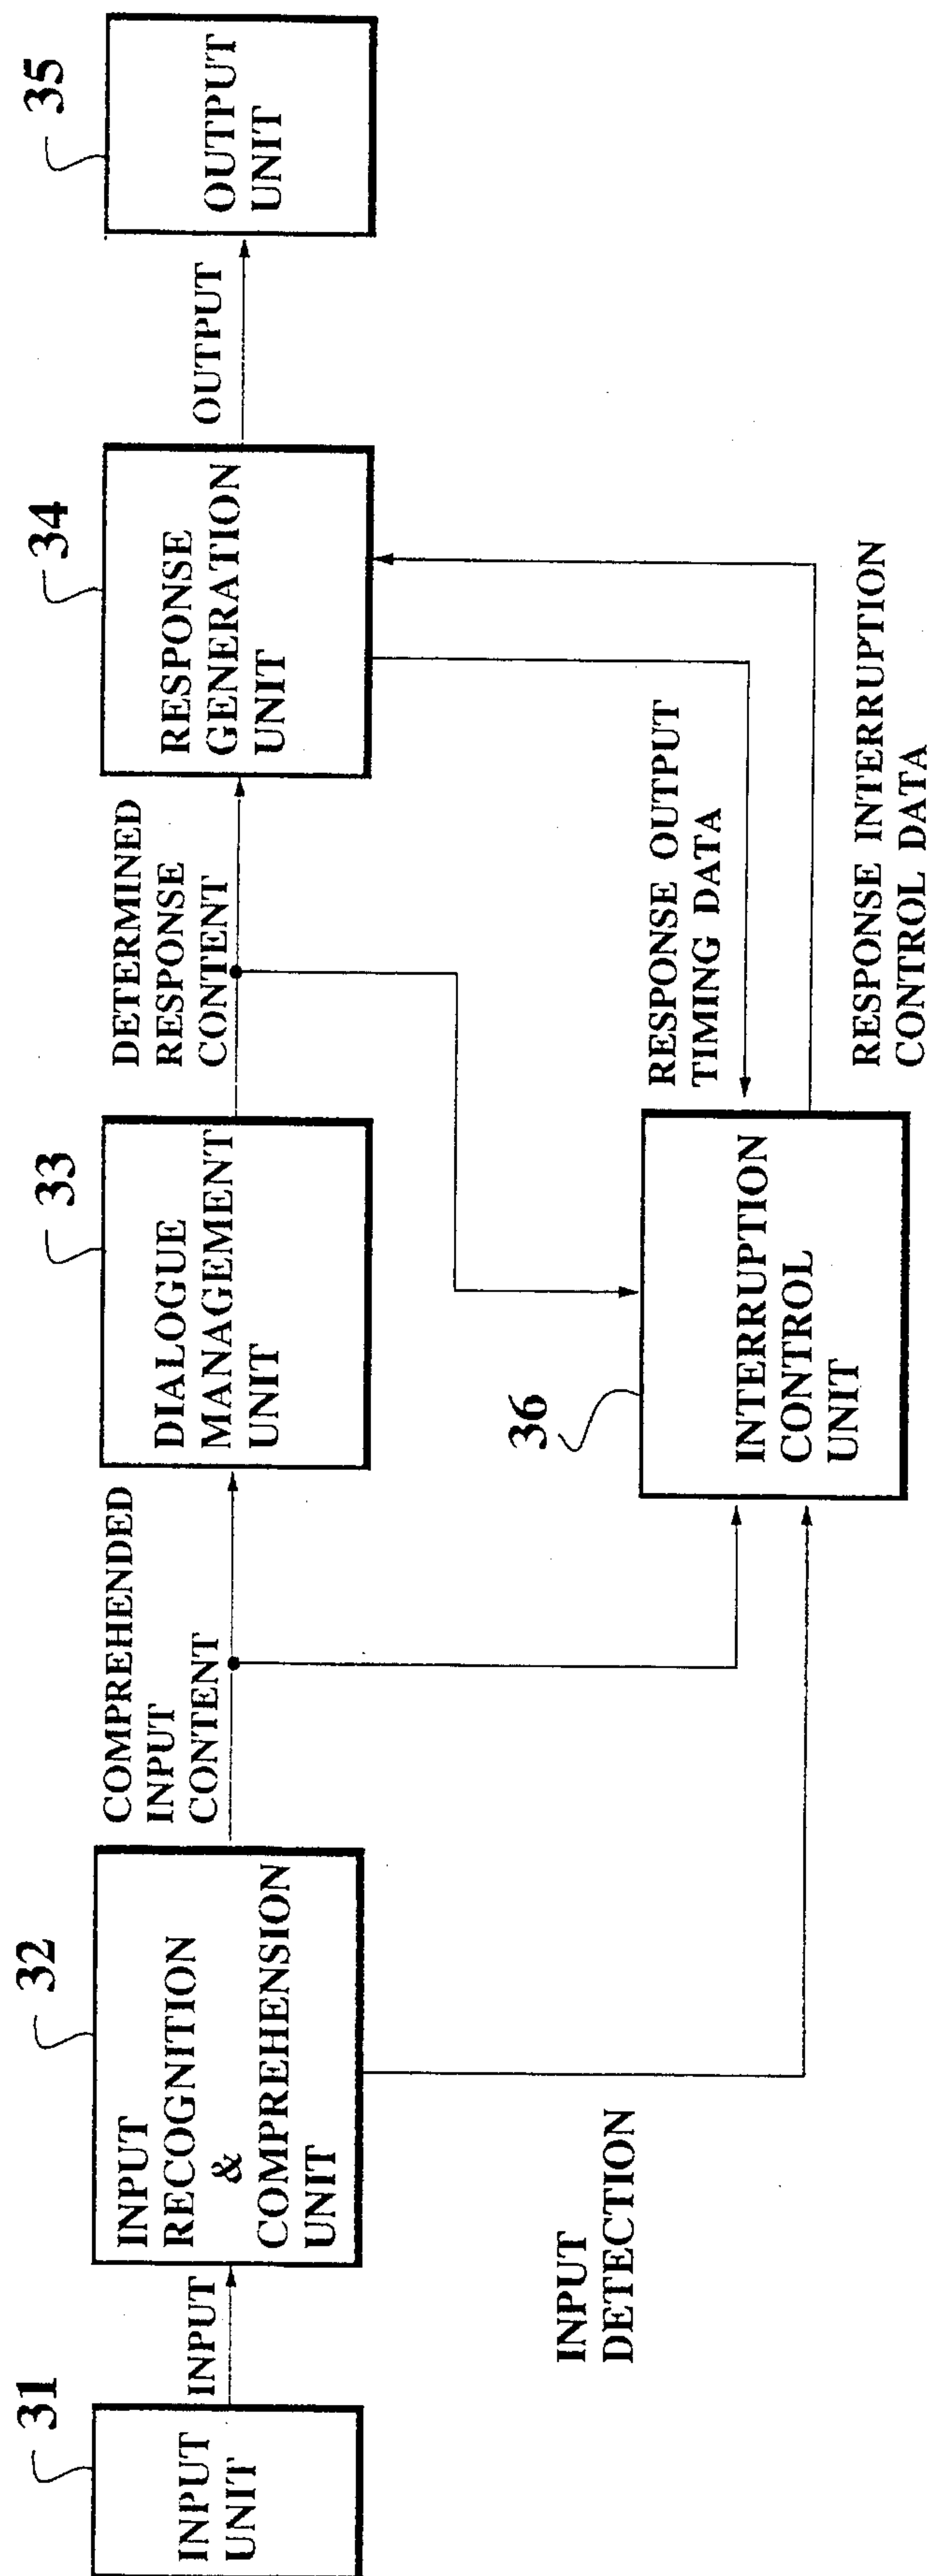 31
INPUT
UNIT
INPUT
32
INPUT
RECOGNITION
&
COMPREHENSION
UNIT
COMPREHENDED
INPUT
CONTENT
33
DIALOGUE
MANAGEMENT
UNIT
DETERMINED
RESPONSE
CONTENT
34
RESPONSE
GENERATION
UNIT
OUTPUT
35
OUTPUT
UNIT
INPUT
DETECTION
36
INTERRUPTION
CONTROL
UNIT
RESPONSE OUTPUT
TIMING DATA
RESPONSE INTERRUPTION
CONTROL DATA